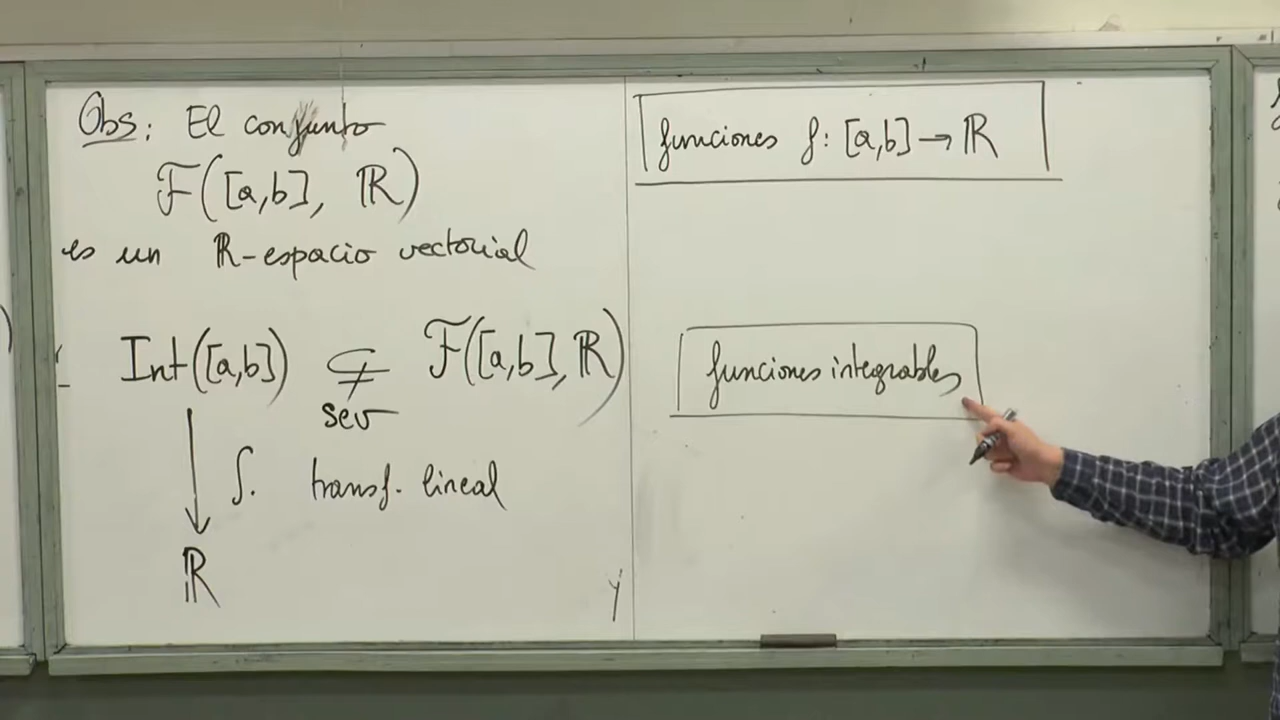 Obs: El conjunto
F([a,b], ℝ)
es un ℝ-espacio vectorial
Int([a,b]) ⊊ F([a,b], ℝ)
sev
↓ ∫. transf. lineal
ℝ
y
funciones f: [a,b] → ℝ
funciones integrables